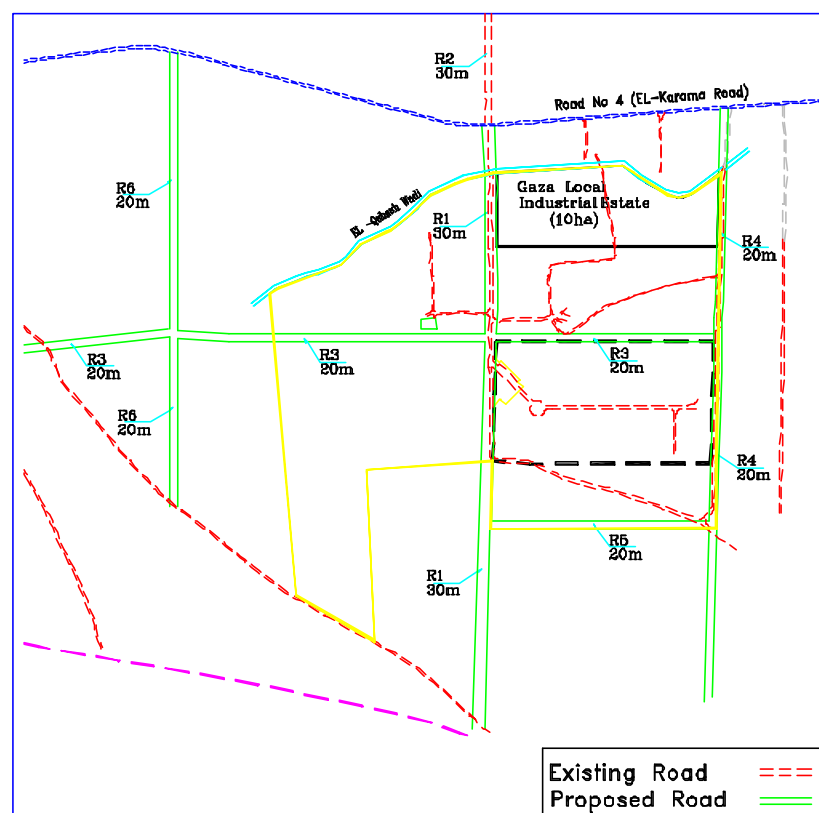 R2
30m
Road No 4 (EL-Karama Road)
R6
20m
Gaza Local
Industrial Estate
(10ha)
R1
30m
R4
20m
R3
20m
R3
20m
R3
20m
R6
20m
R4
20m
R5
20m
R1
30m
Existing Road
Proposed Road